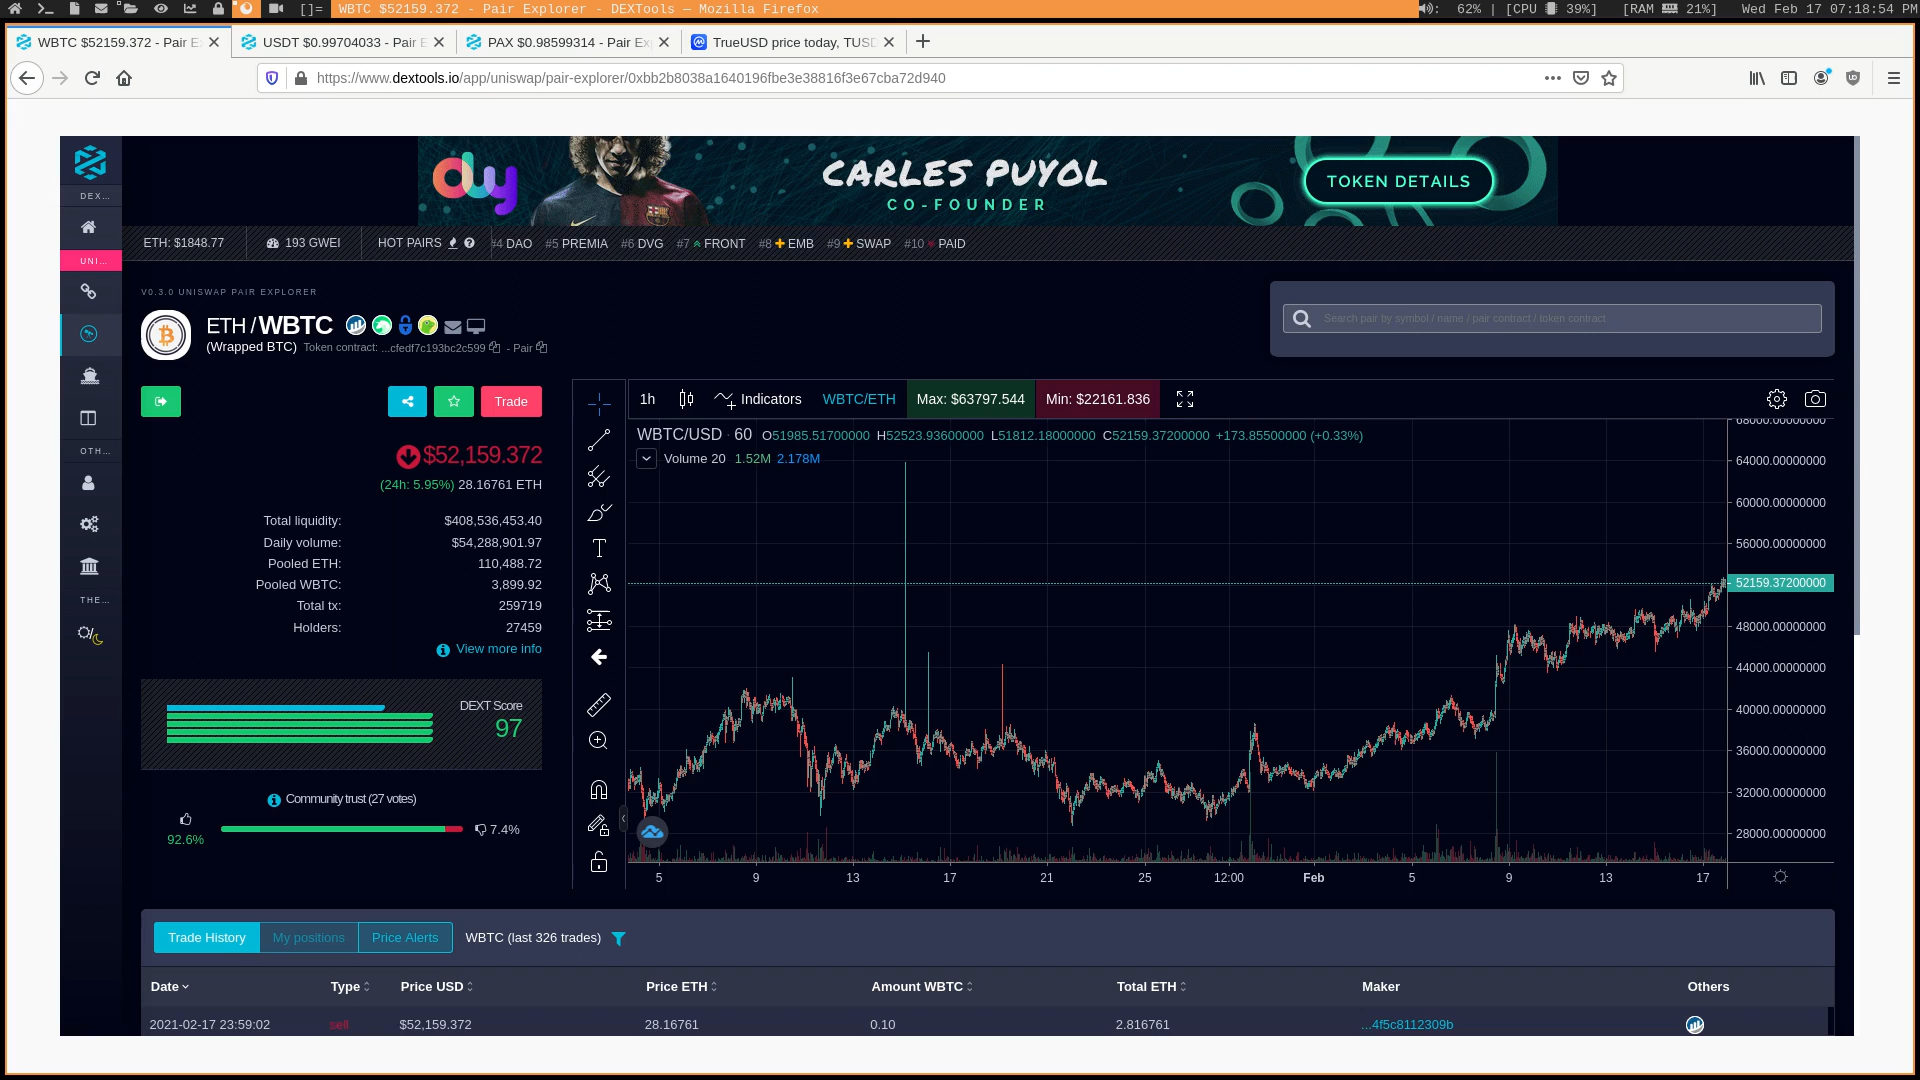 []= WBTC $52159.372 - Pair Explorer - DEXTools — Mozilla Firefox : 62% | [CPU 39%] [RAM 21%] Wed Feb 17 07:18:54 PM
WBTC $52159.372 - Pair E USDT $0.99704033 - Pair E PAX $0.98599314 - Pair Ex TrueUSD price today, TUSD
https://www.dextools.io/app/uniswap/pair-explorer/0xbb2b8038a1640196fbe3e38816f3e67cba72d940
CARLES PUYOL
CO-FOUNDER
TOKEN DETAILS
DEX...
ETH: $1848.77 193 GWEI HOT PAIRS #4 DAO #5 PREMIA #6 DVG #7 FRONT #8 EMB #9 SWAP #10 PAID
UNI...
OTH...
THE...
V0.3.0 UNISWAP PAIR EXPLORER
ETH / WBTC
(Wrapped BTC) Token contract: ...cfedf7c193bc2c599 - Pair
Search pair by symbol / name / pair contract / token contract
Trade
1h Indicators WBTC/ETH Max: $63797.544 Min: $22161.836
$52,159.372
(24h: 5.95%) 28.16761 ETH
Total liquidity: $408,536,453.40
Daily volume: $54,288,901.97
Pooled ETH: 110,488.72
Pooled WBTC: 3,899.92
Total tx: 259719
Holders: 27459
View more info
DEXT Score
97
Community trust (27 votes)
92.6%
7.4%
WBTC/USD · 60 O51985.51700000 H52523.93600000 L51812.18000000 C52159.37200000 +173.85500000 (+0.33%)
Volume 20 1.52M 2.178M
68000.00000000
64000.00000000
60000.00000000
56000.00000000
52159.37200000
48000.00000000
44000.00000000
40000.00000000
36000.00000000
32000.00000000
28000.00000000
5 9 13 17 21 25 12:00 Feb 5 9 13 17
Trade History My positions Price Alerts WBTC (last 326 trades)
Date Type Price USD Price ETH Amount WBTC Total ETH Maker Others
2021-02-17 23:59:02 sell $52,159.372 28.16761 0.10 2.816761 ...4f5c8112309b